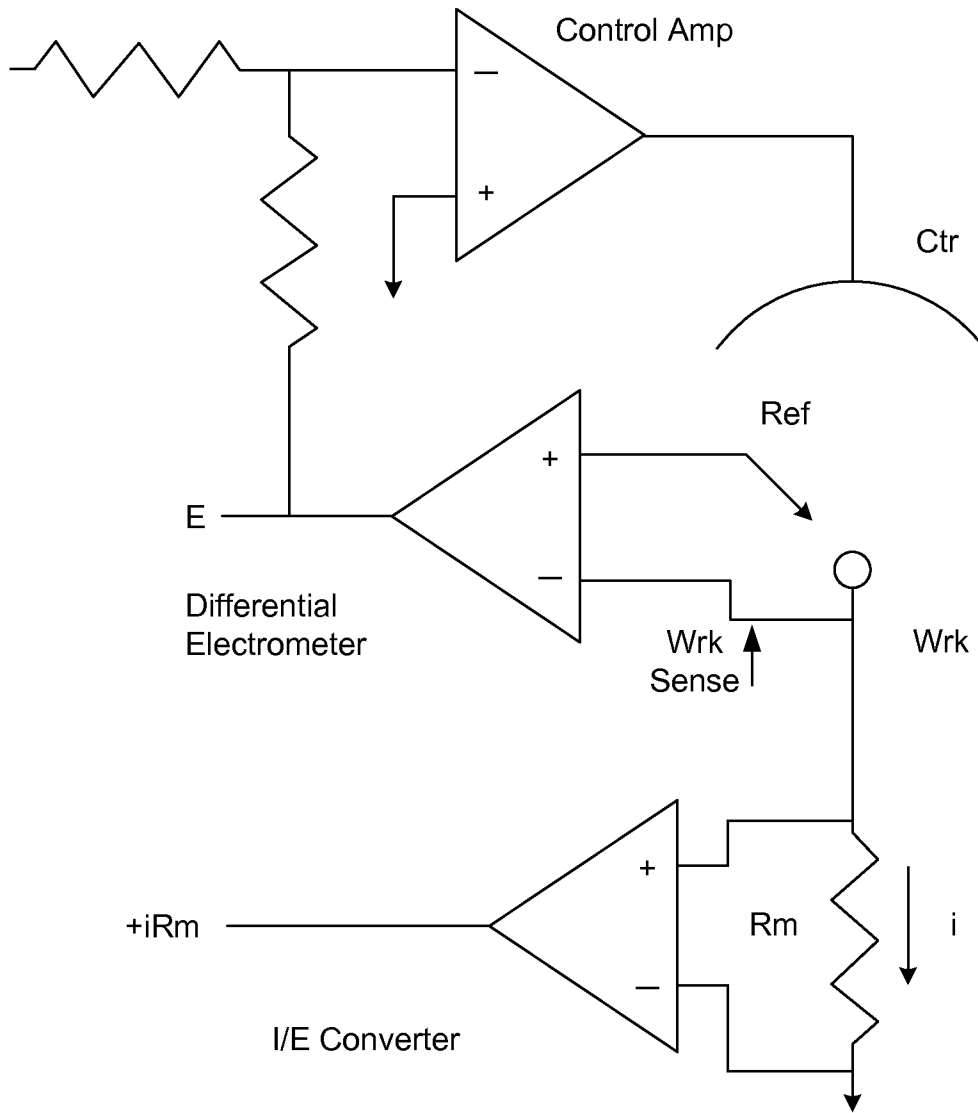 Control Amp
—
+
Ctr
Ref
+
E
—
Differential
Electrometer
Wrk
Sense
Wrk
+
+iRm
Rm
i
—
I/E Converter